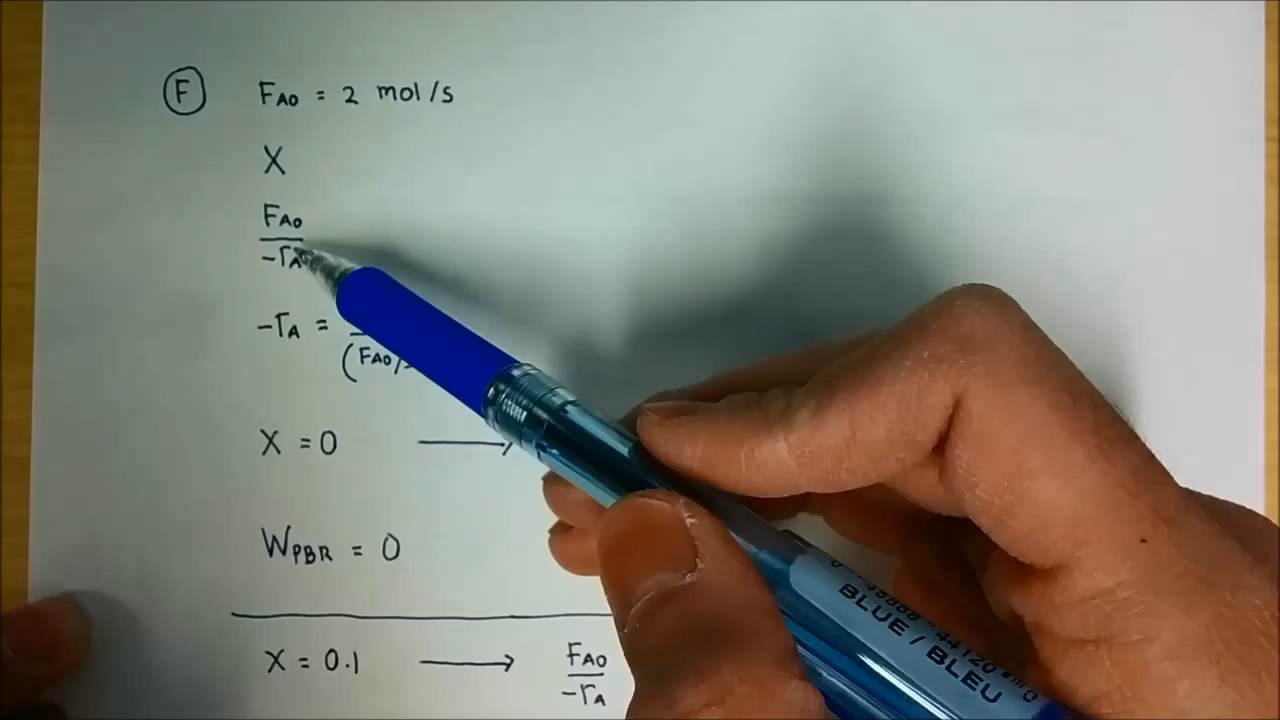 F FA0 = 2 mol/s
X
FA0
-rA
-rA =
(FA0/
X = 0 →
WPBR = 0
X = 0.1 → FA0
-rA
BLUE / BLEU